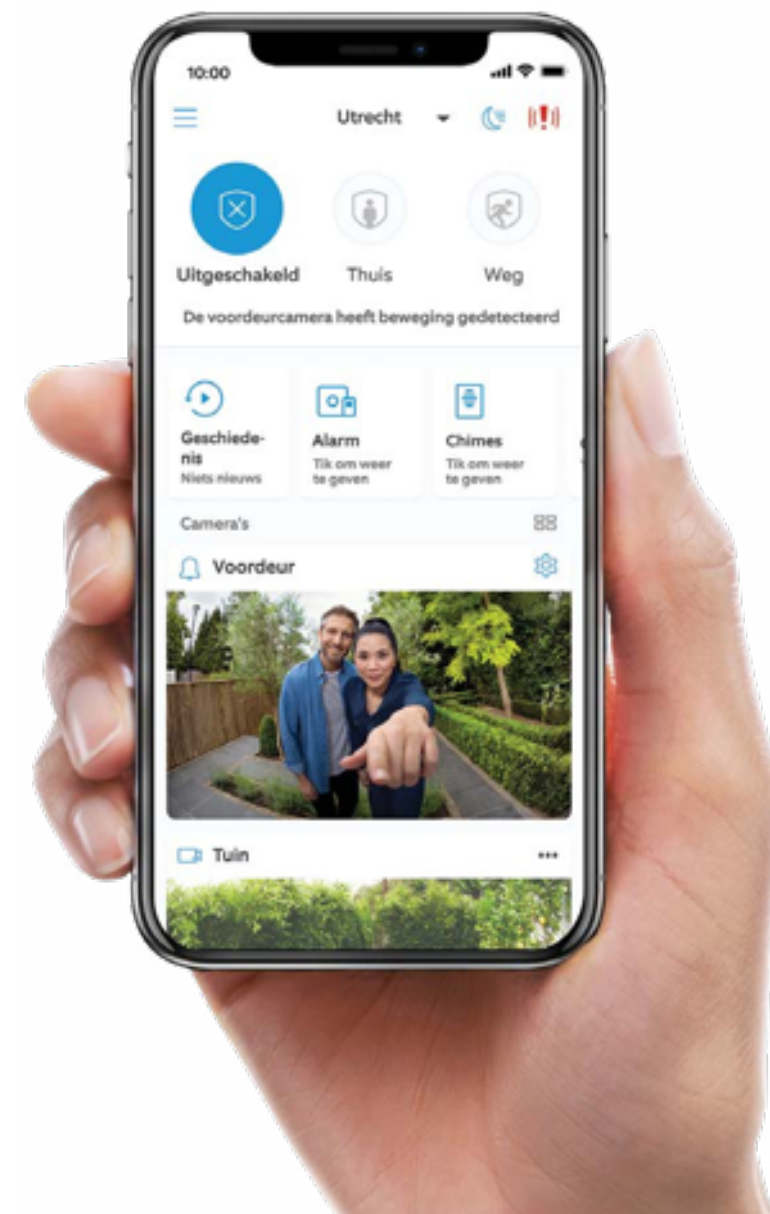 10:00
Utrecht
Uitgeschakeld Thuis Weg
De voordeurcamera heeft beweging gedetecteerd
Geschiede-
nis
Niets nieuws
Alarm
Tik om weer
te geven
Chimes
Tik om weer
te geven
Camera's
Voordeur
Tuin